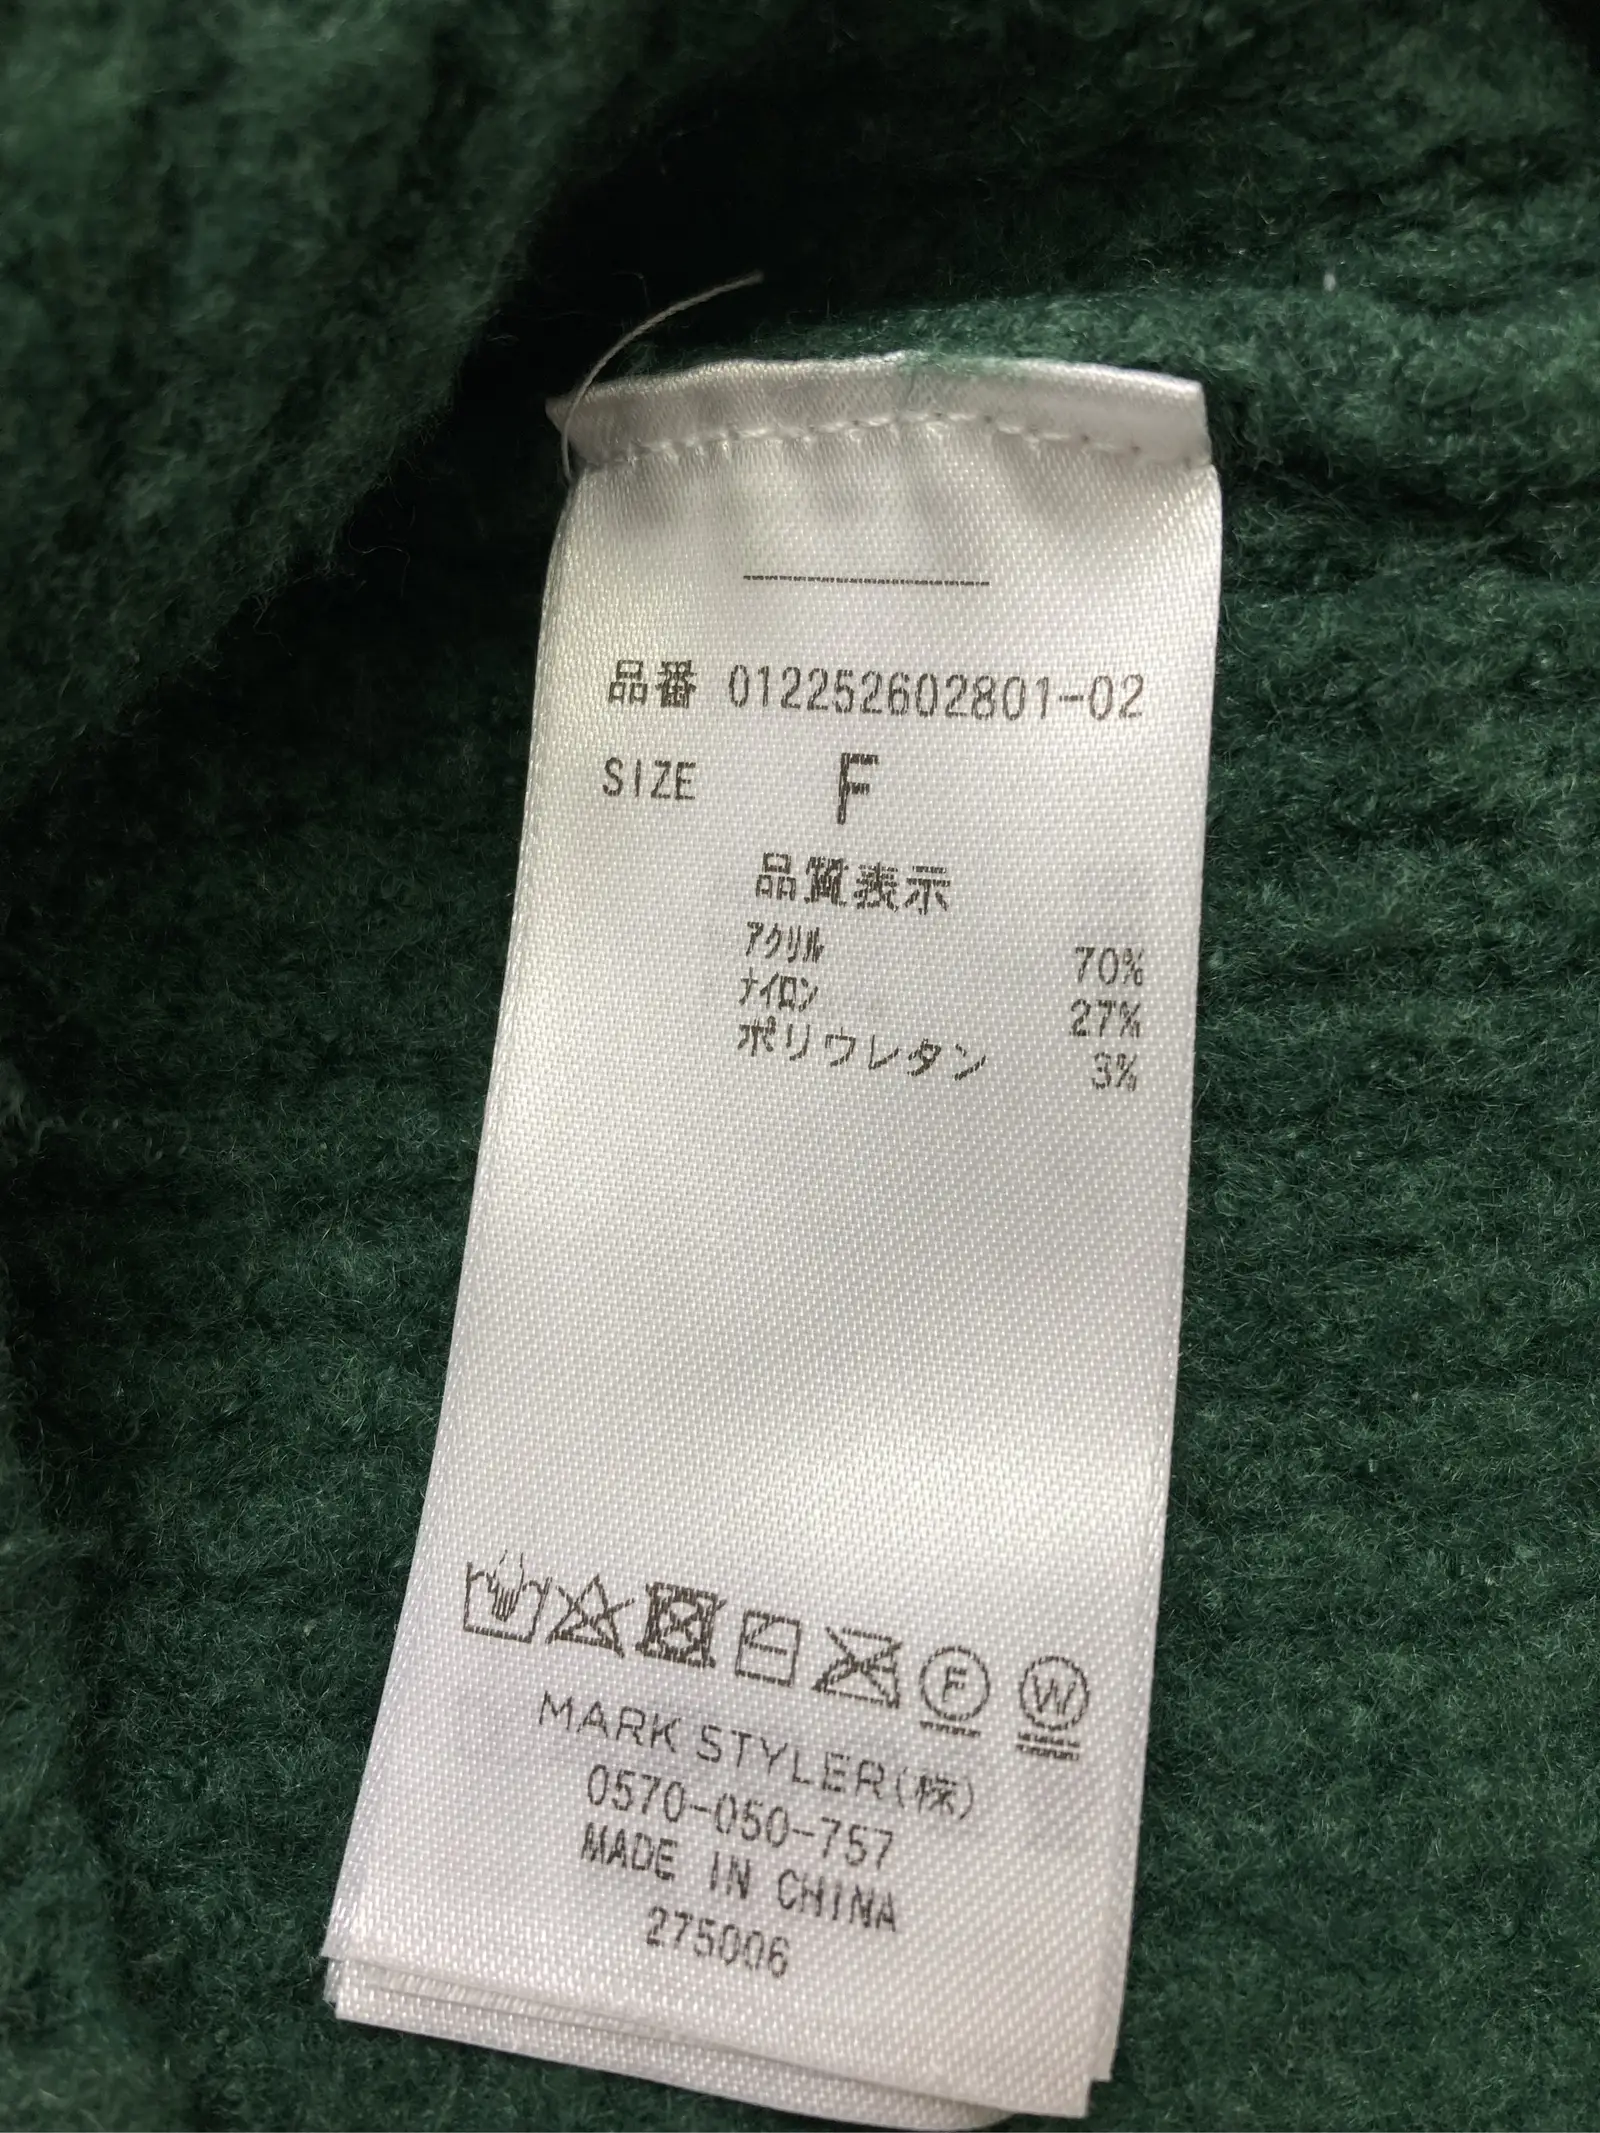 品番 012252602801-02
SIZE F
品質表示
アクリル 70%
ナイロン 27%
ポリウレタン 3%
F W
MARK STYLER(株)
0570-050-757
MADE IN CHINA
275006